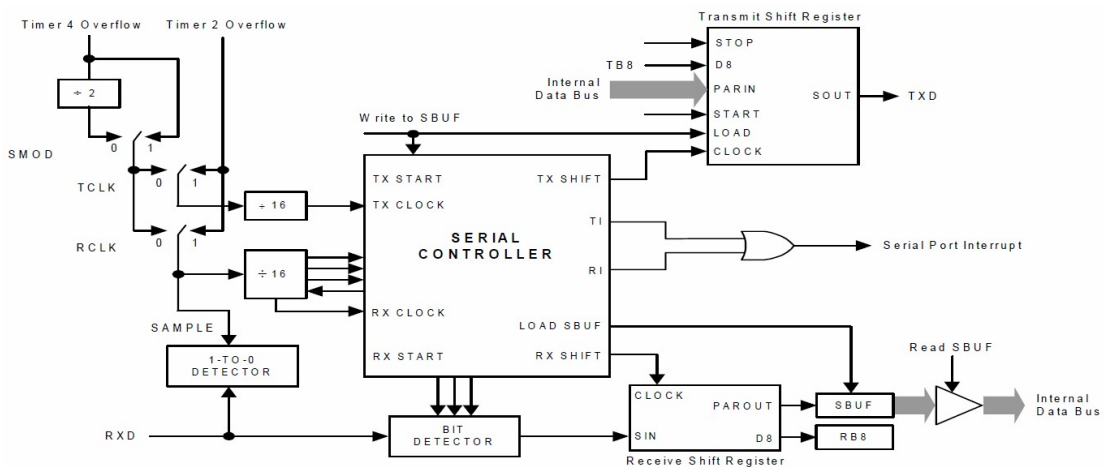 Timer 4 Overflow
Timer 2 Overflow
Transmit Shift Register
STOP
TB8
D8
Internal
Data Bus
PARIN
SOUT
TXD
START
Write to SBUF
LOAD
CLOCK
÷ 2
SMOD
0
1
TCLK
0
1
RCLK
0
1
÷ 16
÷ 16
TX START
TX SHIFT
TX CLOCK
TI
SERIAL
CONTROLLER
Serial Port Interrupt
RI
RX CLOCK
LOAD SBUF
RX START
RX SHIFT
SAMPLE
1-TO-0
DETECTOR
Read SBUF
CLOCK
PAROUT
SBUF
Internal
Data Bus
RXD
BIT
DETECTOR
SIN
D8
RB8
Receive Shift Register